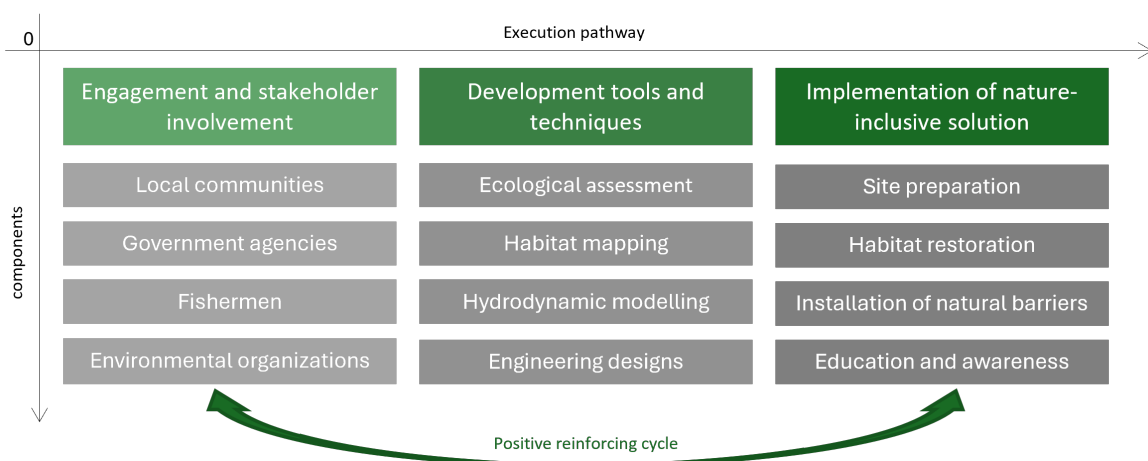 Execution pathway
0
Engagement and stakeholder
involvement
Development tools and
techniques
Implementation of nature-
inclusive solution
Local communities
Ecological assessment
Site preparation
Government agencies
Habitat mapping
Habitat restoration
Fishermen
Hydrodynamic modelling
Installation of natural barriers
Environmental organizations
Engineering designs
Education and awareness
components
Positive reinforcing cycle